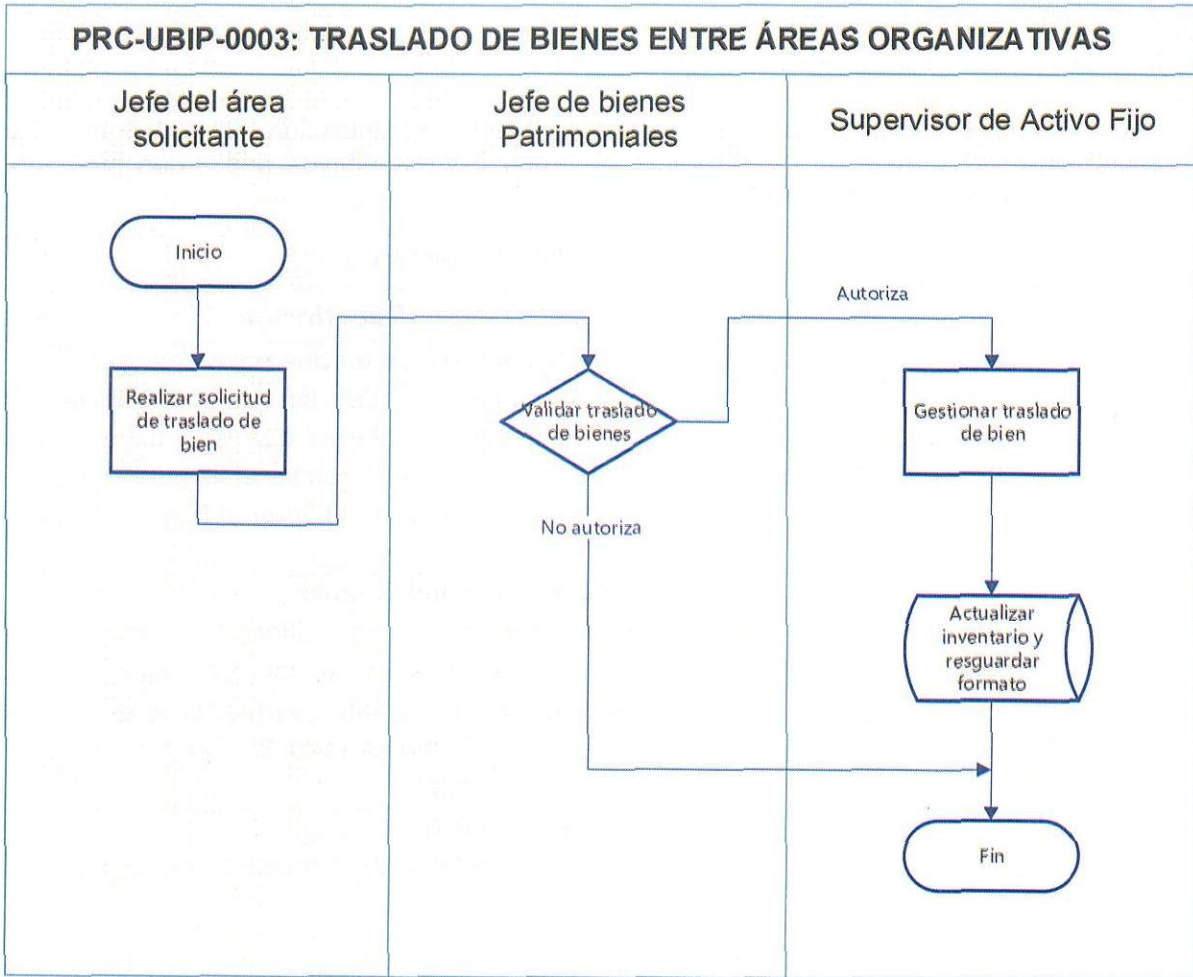 PRC-UBIP-0003: TRASLADO DE BIENES ENTRE ÁREAS ORGANIZATIVAS
Jefe del área
solicitante
Jefe de bienes
Patrimoniales
Supervisor de Activo Fijo
Inicio
Realizar solicitud
de traslado de
bien
Validar traslado
de bienes
Autoriza
No autoriza
Gestionar traslado
de bien
Actualizar
inventario y
resguardar
formato
Fin